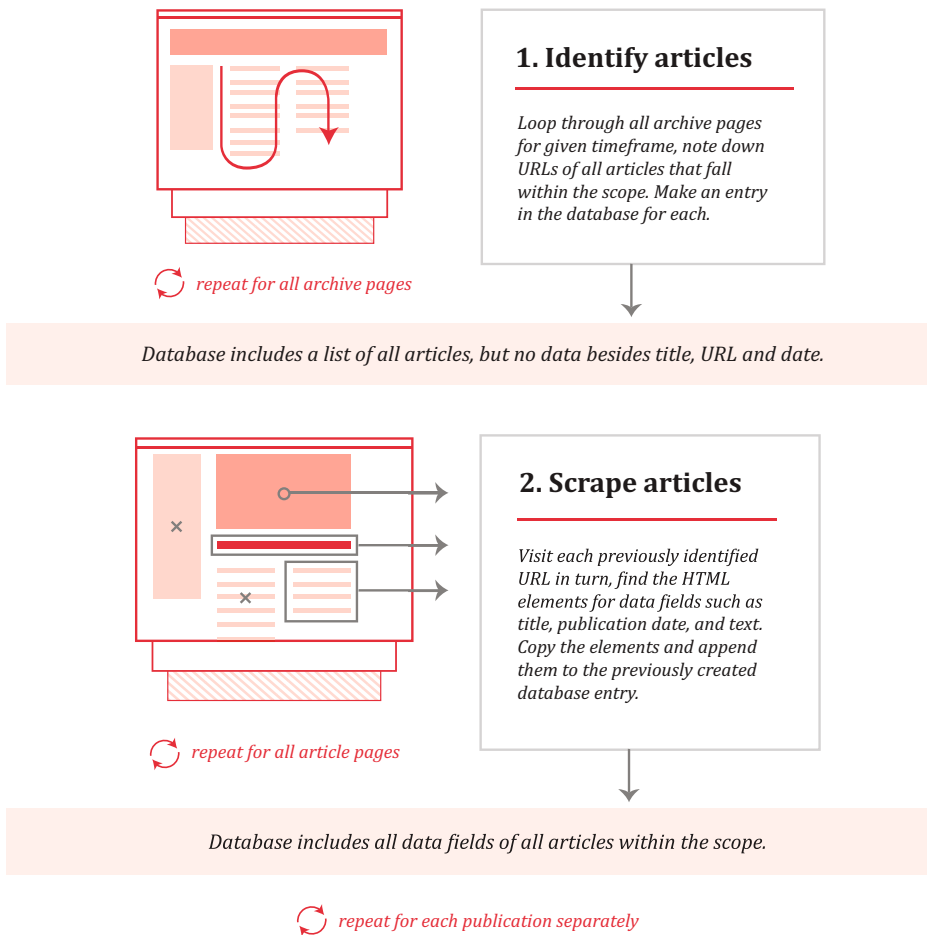 1. Identify articles
Loop through all archive pages
for given timeframe, note down
URLs of all articles that fall
within the scope. Make an entry
in the database for each.
repeat for all archive pages
Database includes a list of all articles, but no data besides title, URL and date.
2. Scrape articles
Visit each previously identified
URL in turn, find the HTML
elements for data fields such as
title, publication date, and text.
Copy the elements and append
them to the previously created
database entry.
repeat for all article pages
Database includes all data fields of all articles within the scope.
repeat for each publication separately